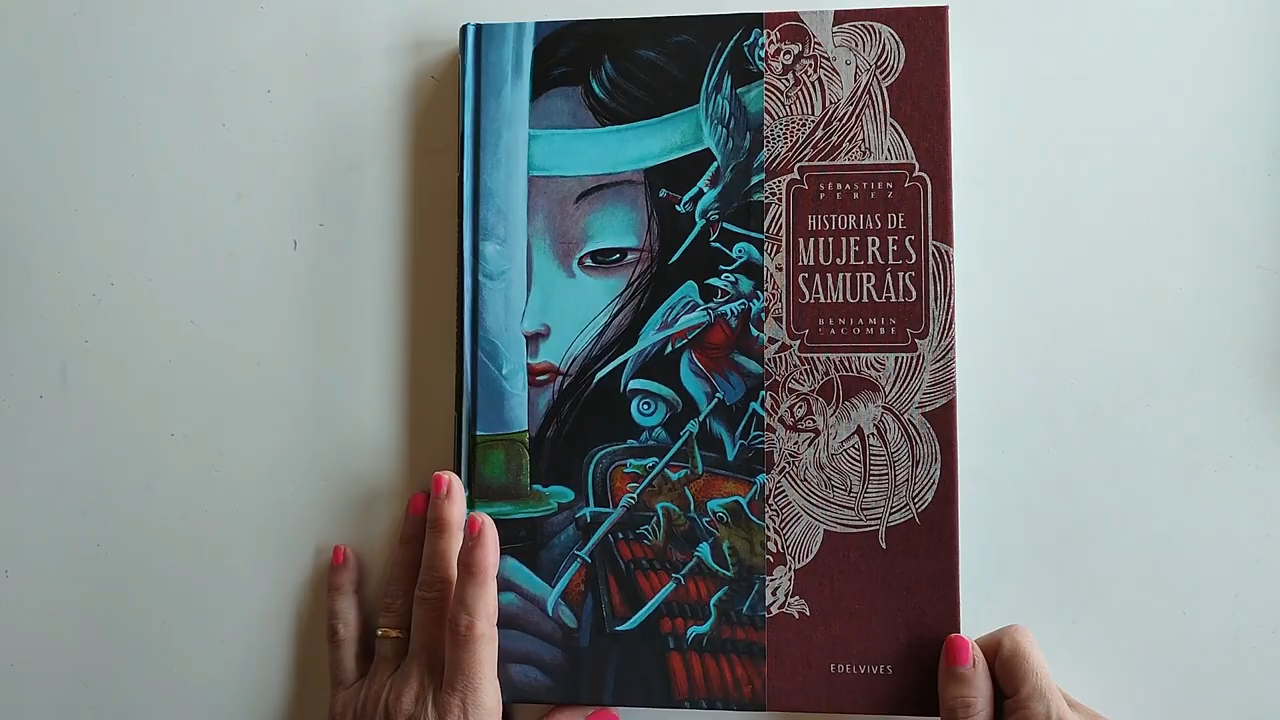 SÉBASTIEN
PEREZ
HISTORIAS DE
MUJERES
SAMURÁIS
BENJAMIN
LACOMBE
EDELVIVES